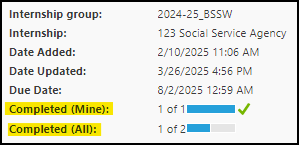 Internship group: 2024-25_BSSW
Internship: 123 Social Service Agency
Date Added: 2/10/2025 11:06 AM
Date Updated: 3/26/2025 4:56 PM
Due Date: 8/2/2025 12:59 AM
Completed (Mine): 1 of 1
Completed (All): 1 of 2